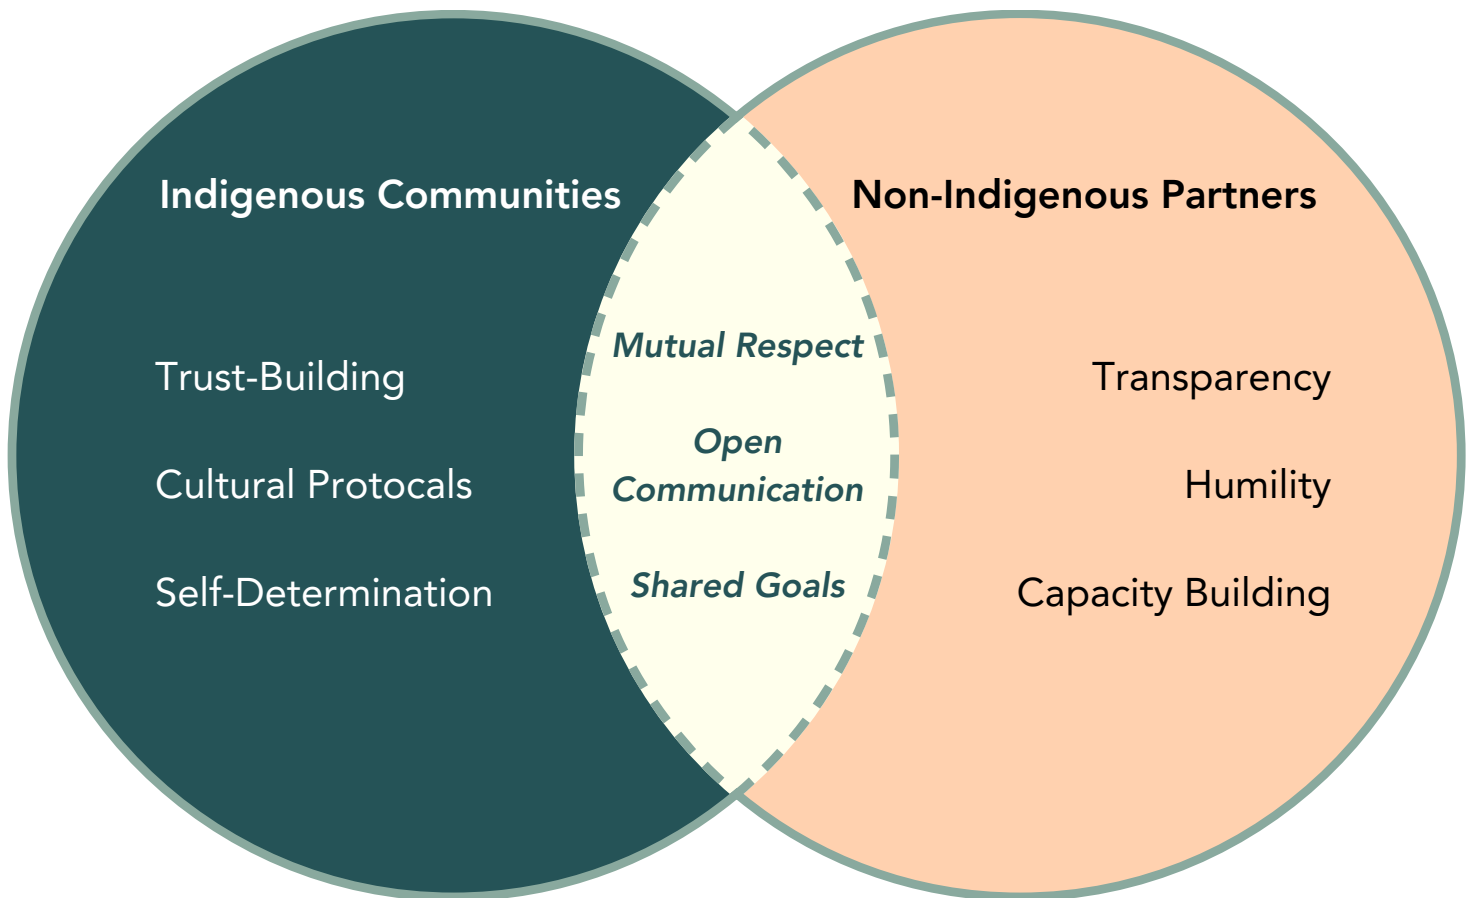 Indigenous Communities
Trust-Building
Cultural Protocals
Self-Determination
Mutual Respect
Open
Communication
Shared Goals
Non-Indigenous Partners
Transparency
Humility
Capacity Building